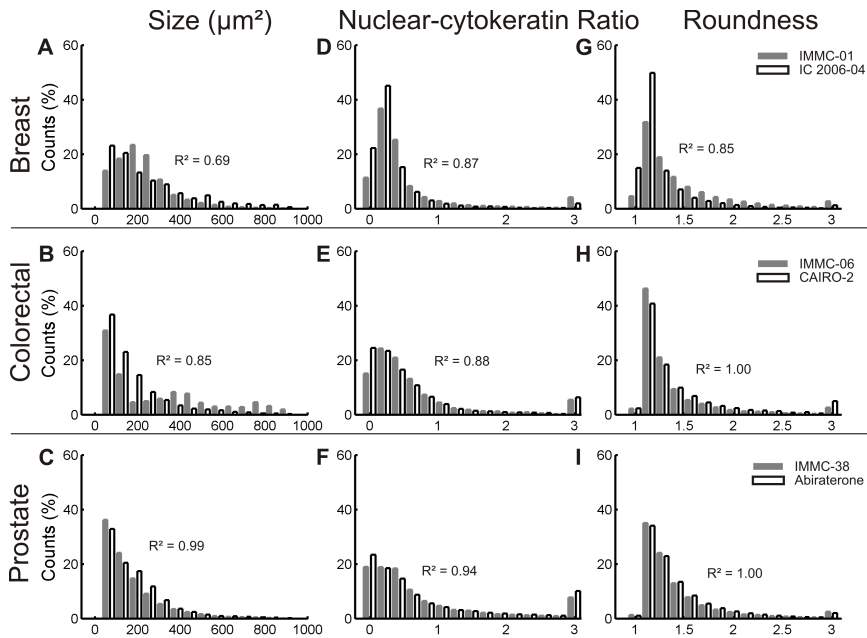 Size (µm²) Nuclear-cytokeratin Ratio Roundness
Breast
A
Counts (%)
60
40
20
0
R² = 0.69
0 200 400 600 800 1000
D
60
40
20
0
R² = 0.87
0 1 2 3
G
60
40
20
0
IMMC-01
IC 2006-04
R² = 0.85
1 1.5 2 2.5 3
Colorectal
B
Counts (%)
60
40
20
0
R² = 0.85
0 200 400 600 800 1000
E
60
40
20
0
R² = 0.88
0 1 2 3
H
60
40
20
0
IMMC-06
CAIRO-2
R² = 1.00
1 1.5 2 2.5 3
Prostate
C
Counts (%)
60
40
20
0
R² = 0.99
0 200 400 600 800 1000
F
60
40
20
0
R² = 0.94
0 1 2 3
I
60
40
20
0
IMMC-38
Abiraterone
R² = 1.00
1 1.5 2 2.5 3